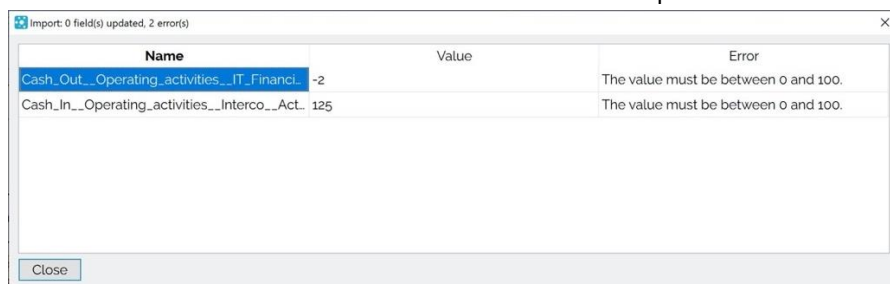 Import: 0 field(s) updated, 2 error(s)
Name Value Error
Cash_Out__Operating_activities__IT_Financi... -2 The value must be between 0 and 100.
Cash_In__Operating_activities__Interco__Act... 125 The value must be between 0 and 100.
Close